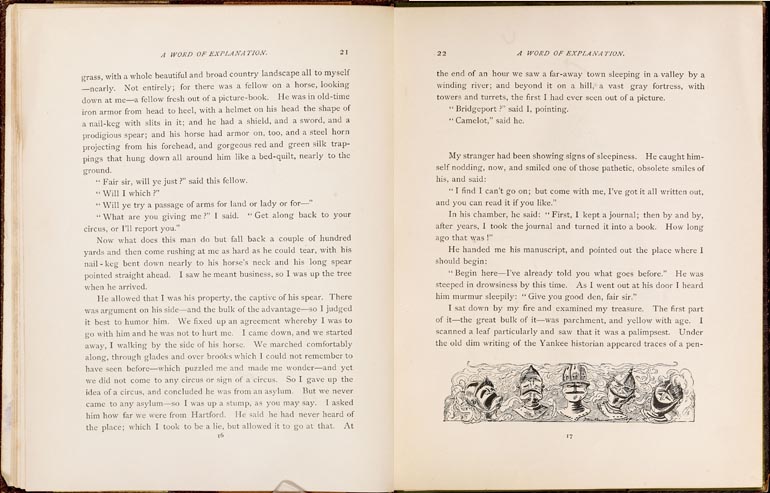 A WORD OF EXPLANATION. 21
grass, with a whole beautiful and broad country landscape all to myself
—nearly. Not entirely; for there was a fellow on a horse, looking
down at me—a fellow fresh out of a picture-book. He was in old-time
iron armor from head to heel, with a helmet on his head the shape of
a nail-keg with slits in it; and he had a shield, and a sword, and a
prodigious spear; and his horse had armor on, too, and a steel horn
projecting from his forehead, and gorgeous red and green silk trap-
pings that hung down all around him like a bed-quilt, nearly to the
ground.
"Fair sir, will ye just?" said this fellow.
"Will I which?"
"Will ye try a passage of arms for land or lady or for—"
"What are you giving me?" I said. "Get along back to your
circus, or I'll report you."
Now what does this man do but fall back a couple of hundred
yards and then come rushing at me as hard as he could tear, with his
nail-keg bent down nearly to his horse's neck and his long spear
pointed straight ahead. I saw he meant business, so I was up the tree
when he arrived.
He allowed that I was his property, the captive of his spear. There
was argument on his side—and the bulk of the advantage—so I judged
it best to humor him. We fixed up an agreement whereby I was to
go with him and he was not to hurt me. I came down, and we started
away, I walking by the side of his horse. We marched comfortably
along, through glades and over brooks which I could not remember to
have seen before—which puzzled me and made me wonder—and yet
we did not come to any circus or sign of a circus. So I gave up the
idea of a circus, and concluded he was from an asylum. But we never
came to any asylum—so I was up a stump, as you may say. I asked
him how far we were from Hartford. He said he had never heard of
the place; which I took to be a lie, but allowed it to go at that. At
16
22 A WORD OF EXPLANATION.
the end of an hour we saw a far-away town sleeping in a valley by a
winding river; and beyond it on a hill, a vast gray fortress, with
towers and turrets, the first I had ever seen out of a picture.
"Bridgeport?" said I, pointing.
"Camelot," said he.
My stranger had been showing signs of sleepiness. He caught him-
self nodding, now, and smiled one of those pathetic, obsolete smiles of
his, and said:
"I find I can't go on; but come with me, I've got it all written out,
and you can read it if you like."
In his chamber, he said: "First, I kept a journal; then by and by,
after years, I took the journal and turned it into a book. How long
ago that was!"
He handed me his manuscript, and pointed out the place where I
should begin:
"Begin here—I've already told you what goes before." He was
steeped in drowsiness by this time. As I went out at his door I heard
him murmur sleepily: "Give you good den, fair sir."
I sat down by my fire and examined my treasure. The first part
of it—the great bulk of it—was parchment, and yellow with age. I
scanned a leaf particularly and saw that it was a palimpsest. Under
the old dim writing of the Yankee historian appeared traces of a pen-
17